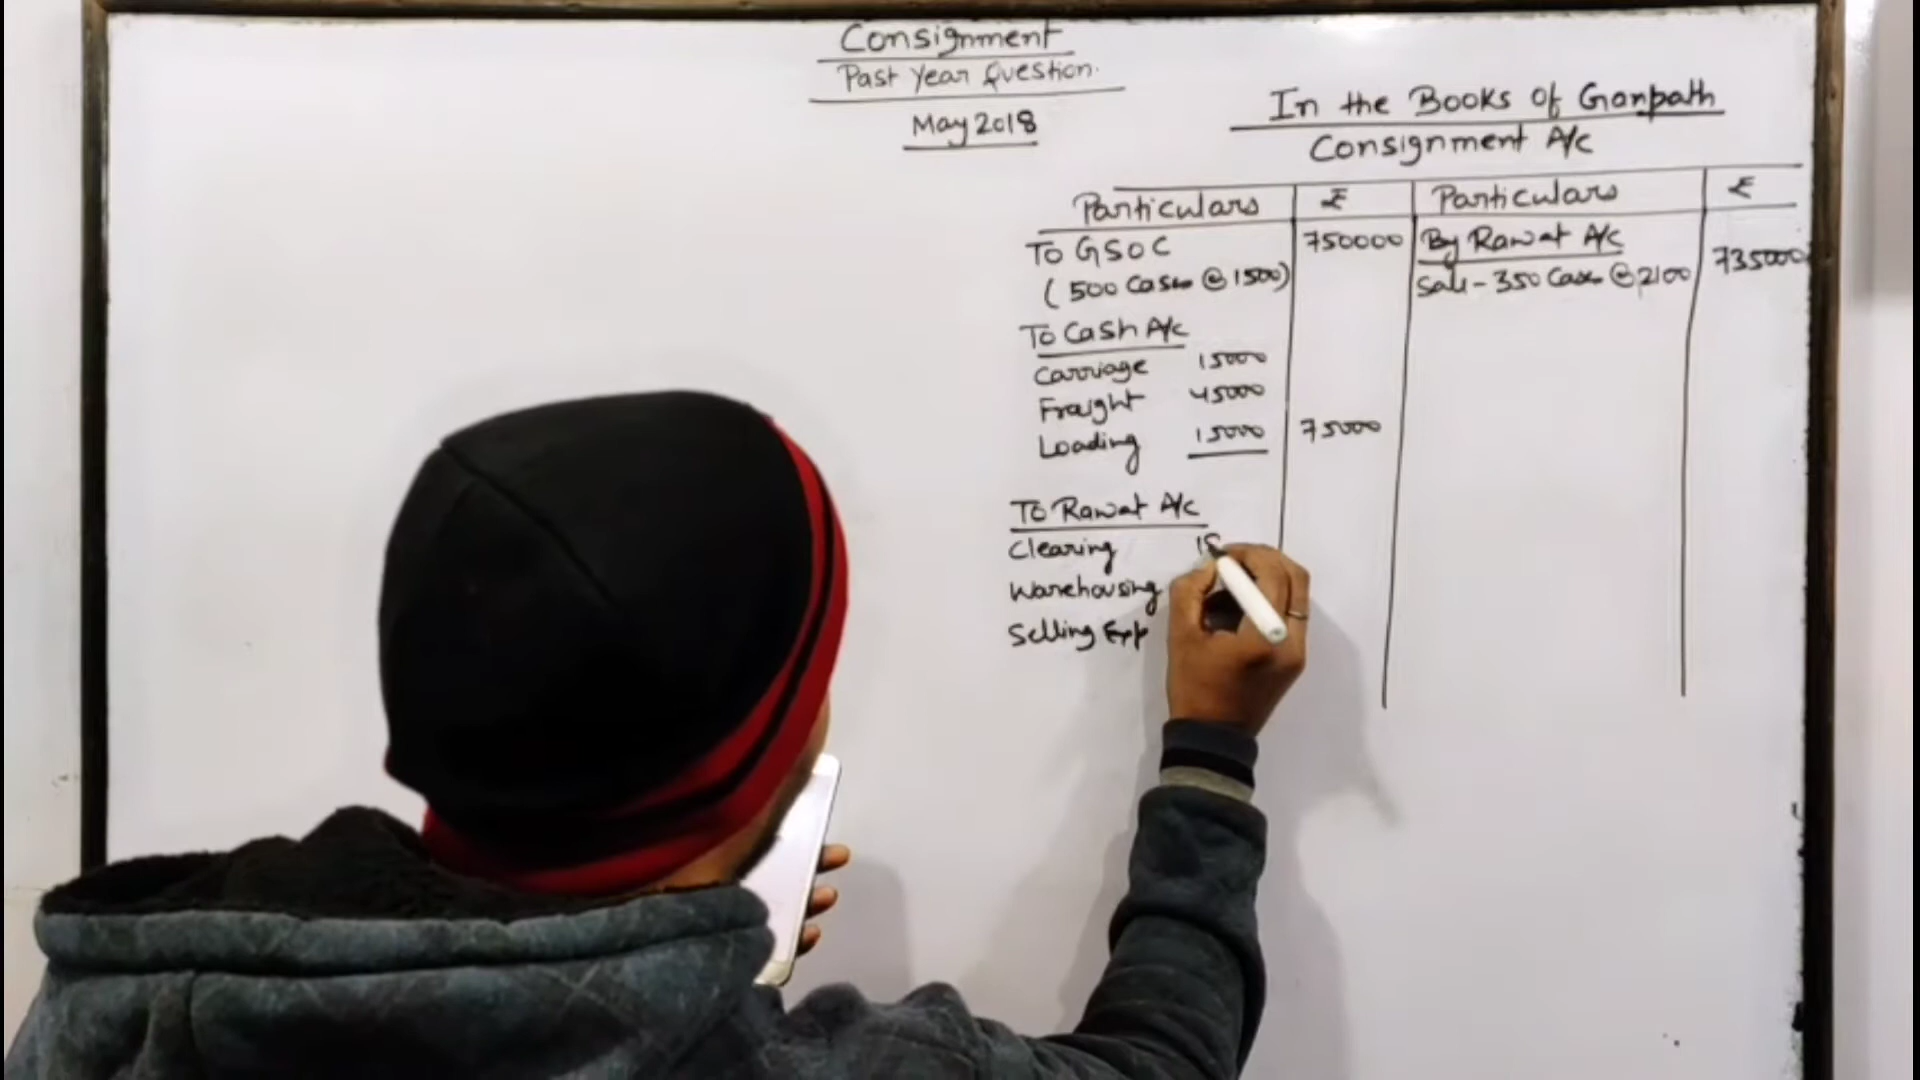 Consignment
Past Year Question.
May 2018
In the Books of Ganpath
Consignment A/c
Particulars ₹ Particulars ₹
To GSOC 750000 By Rawat A/c
(500 Cases @ 1500) Sale - 350 Cases @ 2100 735000
To Cash A/c
Carriage 15000
Fraight 45000
Loading 15000 75000
To Rawat A/c
Clearing
Warehousing
Selling Exp